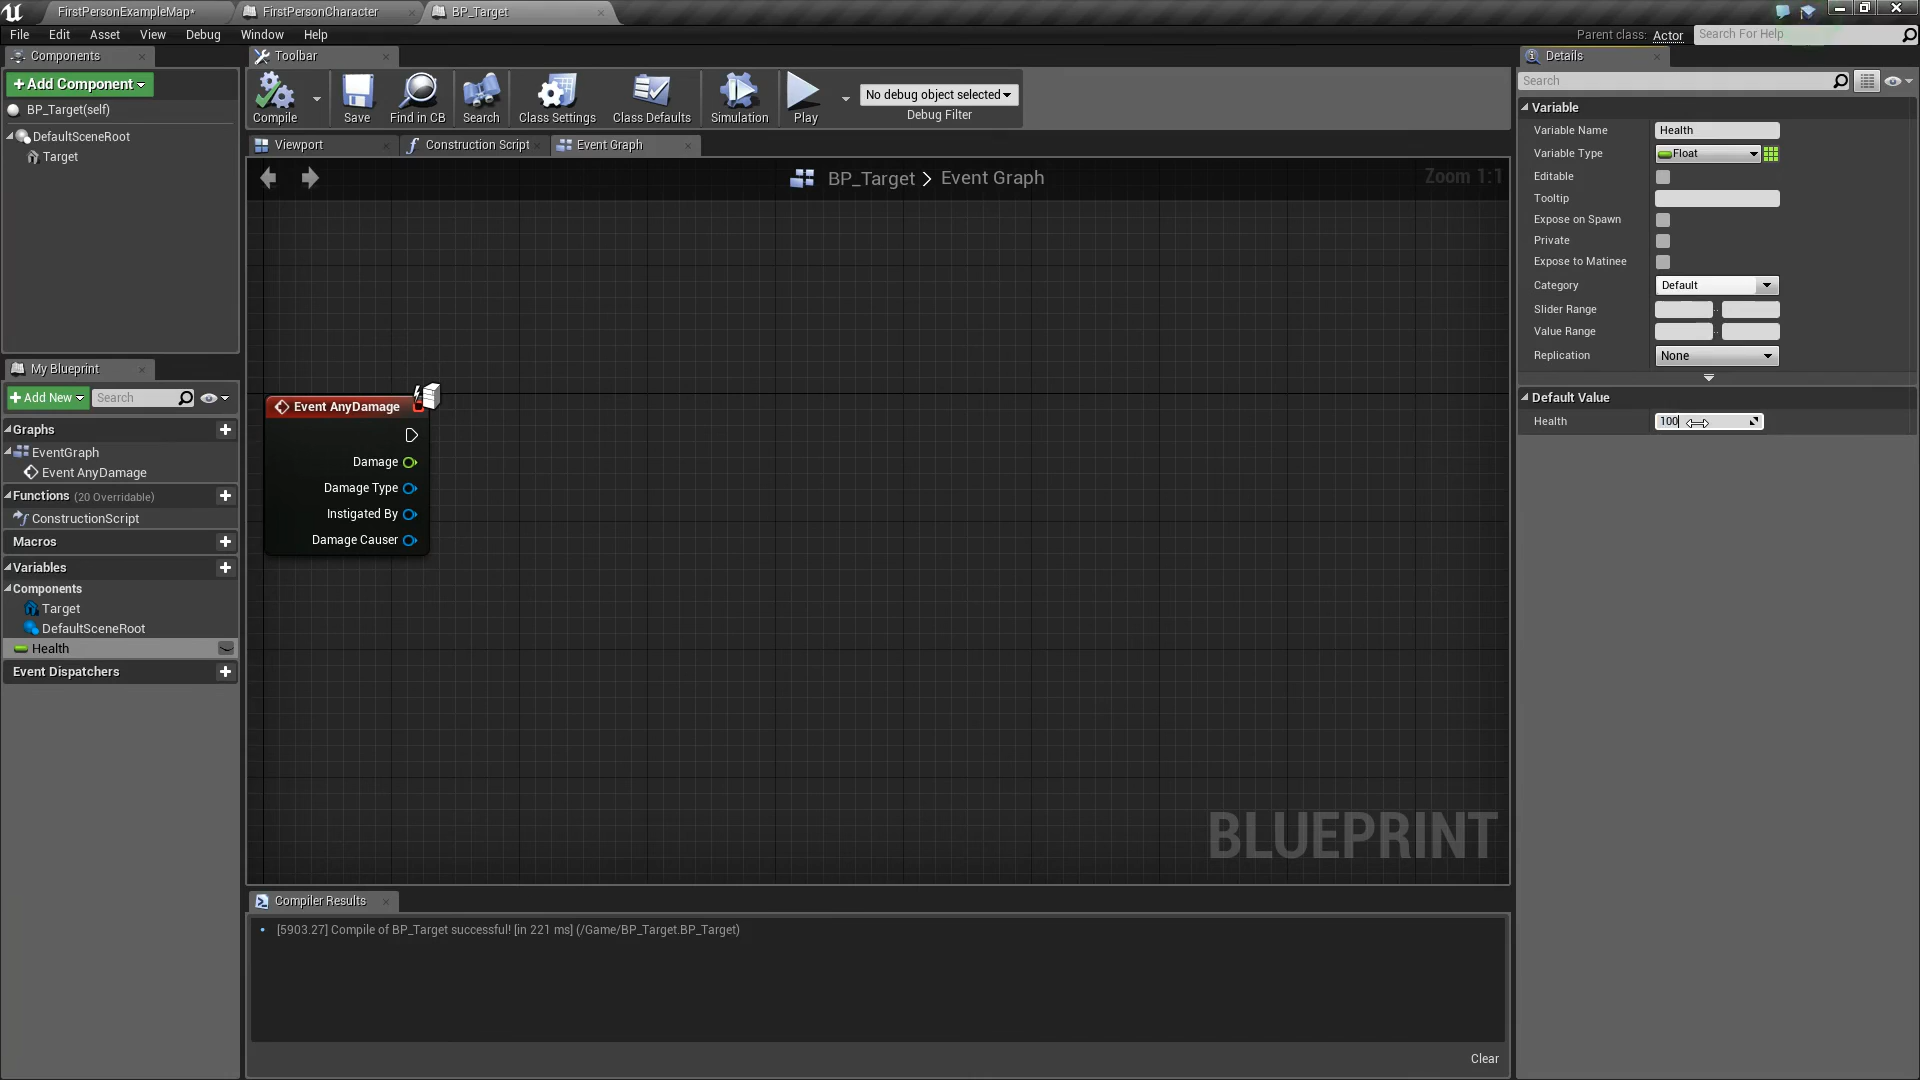 FirstPersonExampleMap*
FirstPersonCharacter
BP_Target
File Edit Asset View Debug Window Help
Parent class: Actor
Search For Help
Components
+ Add Component
BP_Target(self)
DefaultSceneRoot
Target
Toolbar
Compile
Save
Find in CB
Search
Class Settings
Class Defaults
Simulation
Play
No debug object selected
Debug Filter
Viewport
Construction Script
Event Graph
BP_Target > Event Graph
Zoom 1:1
Event AnyDamage
Damage
Damage Type
Instigated By
Damage Causer
BLUEPRINT
My Blueprint
+ Add New
Search
Graphs
EventGraph
Event AnyDamage
Functions (20 Overridable)
ConstructionScript
Macros
Variables
Components
Target
DefaultSceneRoot
Health
Event Dispatchers
Compiler Results
[5903.27] Compile of BP_Target successful! [in 221 ms] (/Game/BP_Target.BP_Target)
Clear
Details
Search
Variable
Variable Name Health
Variable Type Float
Editable
Tooltip
Expose on Spawn
Private
Expose to Matinee
Category Default
Slider Range
Value Range
Replication None
Default Value
Health 100